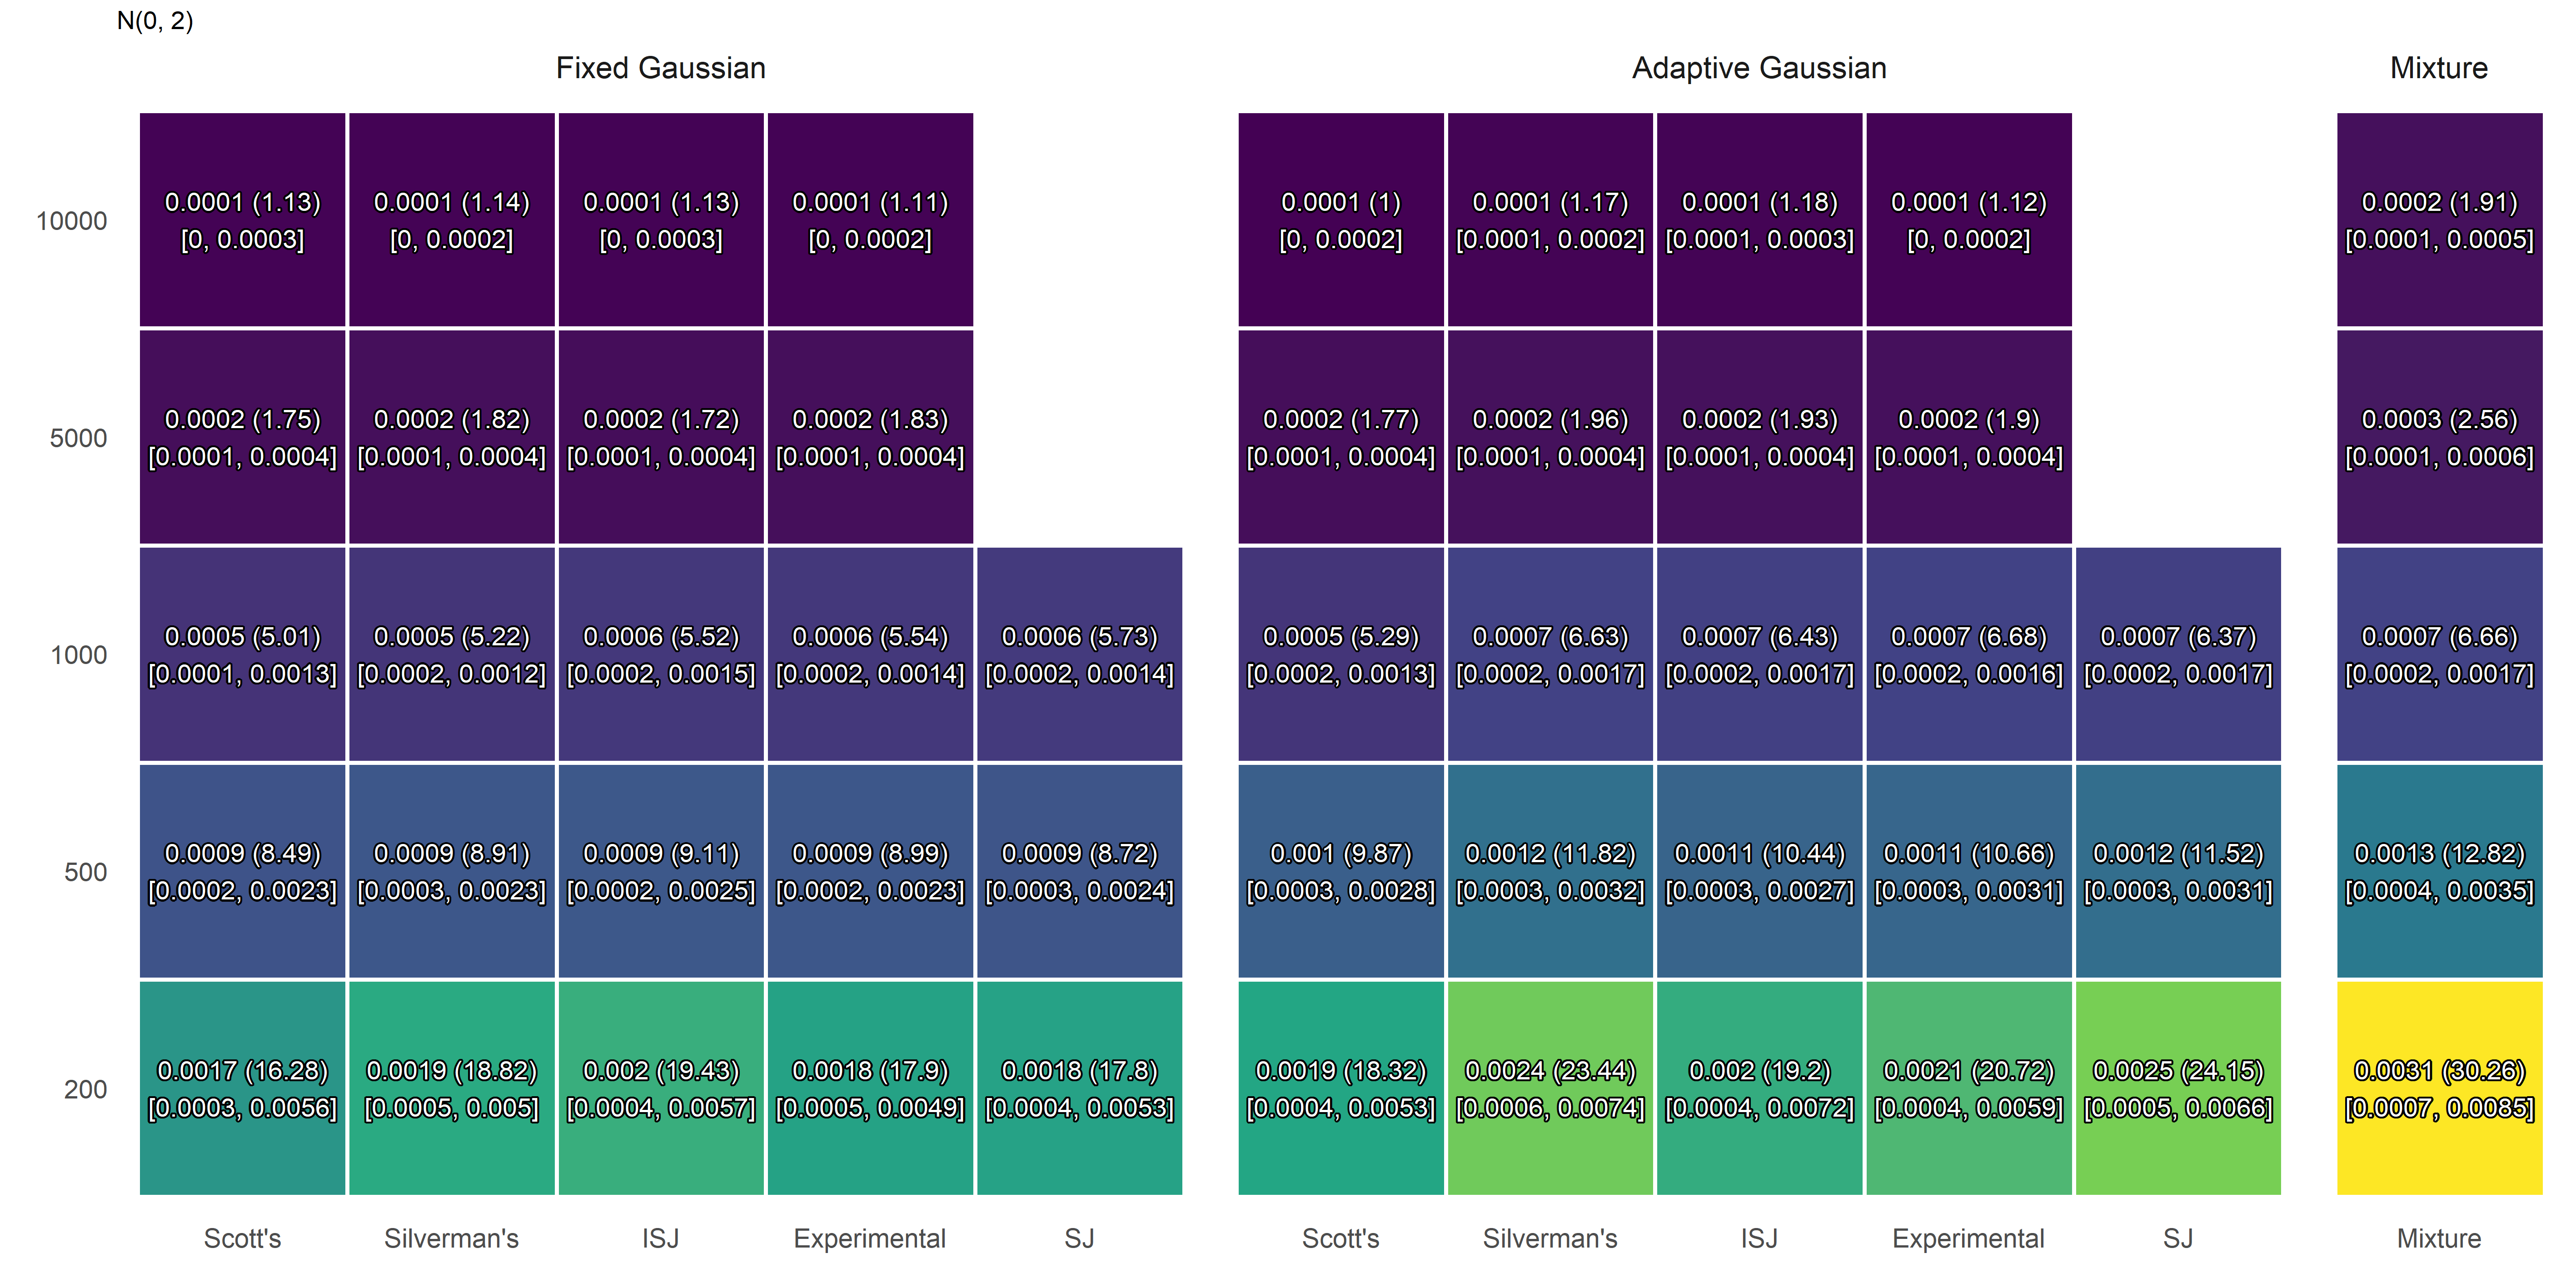 N(0, 2)
Fixed Gaussian Adaptive Gaussian Mixture
0.0001 (1.13) 0.0001 (1.14) 0.0001 (1.13) 0.0001 (1.11) 0.0001 (1) 0.0001 (1.17) 0.0001 (1.18) 0.0001 (1.12) 0.0002 (1.91)
10000
[0, 0.0003] [0, 0.0002] [0, 0.0003] [0, 0.0002] [0, 0.0002] [0.0001, 0.0002] [0.0001, 0.0003] [0, 0.0002] [0.0001, 0.0005]
0.0002 (1.75) 0.0002 (1.82) 0.0002 (1.72) 0.0002 (1.83) 0.0002 (1.77) 0.0002 (1.96) 0.0002 (1.93) 0.0002 (1.9) 0.0003 (2.56)
5000
[0.0001, 0.0004] [0.0001, 0.0004] [0.0001, 0.0004] [0.0001, 0.0004] [0.0001, 0.0004] [0.0001, 0.0004] [0.0001, 0.0004] [0.0001, 0.0004] [0.0001, 0.0006]
0.0005 (5.01) 0.0005 (5.22) 0.0006 (5.52) 0.0006 (5.54) 0.0006 (5.73) 0.0005 (5.29) 0.0007 (6.63) 0.0007 (6.43) 0.0007 (6.68) 0.0007 (6.37) 0.0007 (6.66)
1000
[0.0001, 0.0013] [0.0002, 0.0012] [0.0002, 0.0015] [0.0002, 0.0014] [0.0002, 0.0014] [0.0002, 0.0013] [0.0002, 0.0017] [0.0002, 0.0017] [0.0002, 0.0016] [0.0002, 0.0017] [0.0002, 0.0017]
0.0009 (8.49) 0.0009 (8.91) 0.0009 (9.11) 0.0009 (8.99) 0.0009 (8.72) 0.001 (9.87) 0.0012 (11.82) 0.0011 (10.44) 0.0011 (10.66) 0.0012 (11.52) 0.0013 (12.82)
500
[0.0002, 0.0023] [0.0003, 0.0023] [0.0002, 0.0025] [0.0002, 0.0023] [0.0003, 0.0024] [0.0003, 0.0028] [0.0003, 0.0032] [0.0003, 0.0027] [0.0003, 0.0031] [0.0003, 0.0031] [0.0004, 0.0035]
0.0017 (16.28) 0.0019 (18.82) 0.002 (19.43) 0.0018 (17.9) 0.0018 (17.8) 0.0019 (18.32) 0.0024 (23.44) 0.002 (19.2) 0.0021 (20.72) 0.0025 (24.15) 0.0031 (30.26)
200
[0.0003, 0.0056] [0.0005, 0.005] [0.0004, 0.0057] [0.0005, 0.0049] [0.0004, 0.0053] [0.0004, 0.0053] [0.0006, 0.0074] [0.0004, 0.0072] [0.0004, 0.0059] [0.0005, 0.0066] [0.0007, 0.0085]
Scott's Silverman's ISJ Experimental SJ Scott's Silverman's ISJ Experimental SJ Mixture